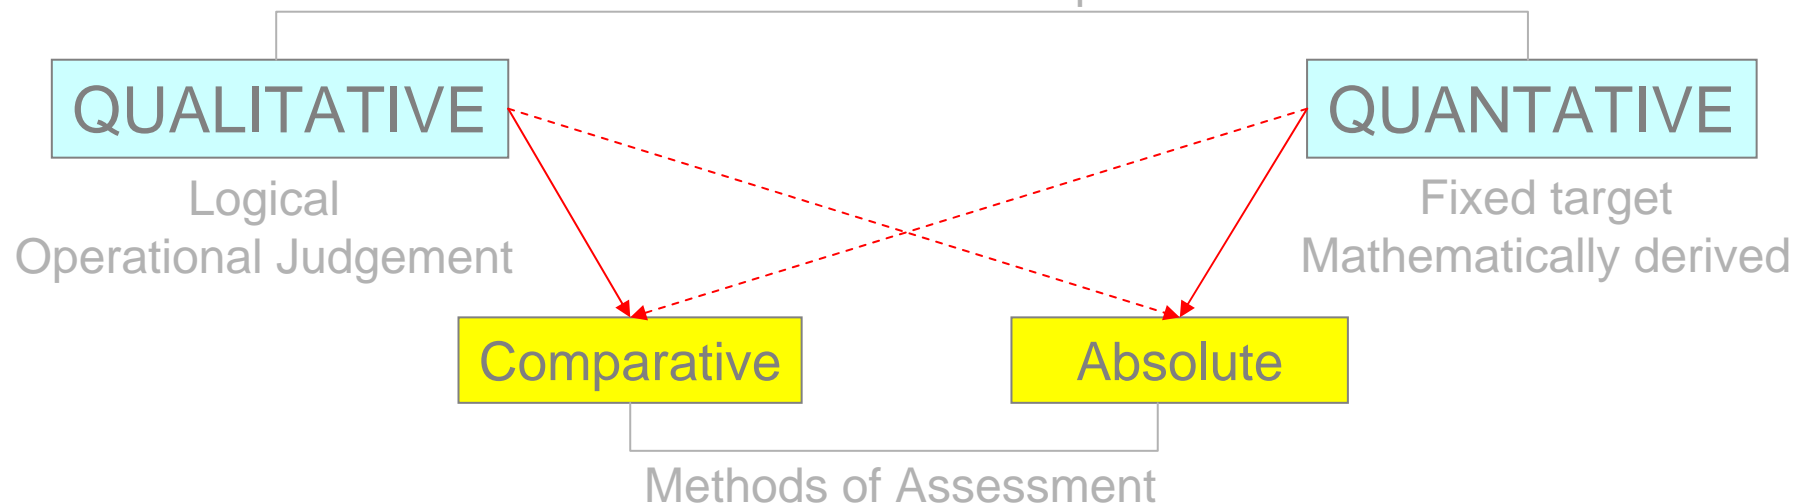 QUALITATIVE
QUANTATIVE
Logical
Operational Judgement
Fixed target
Mathematically derived
Comparative
Absolute
Methods of Assessment